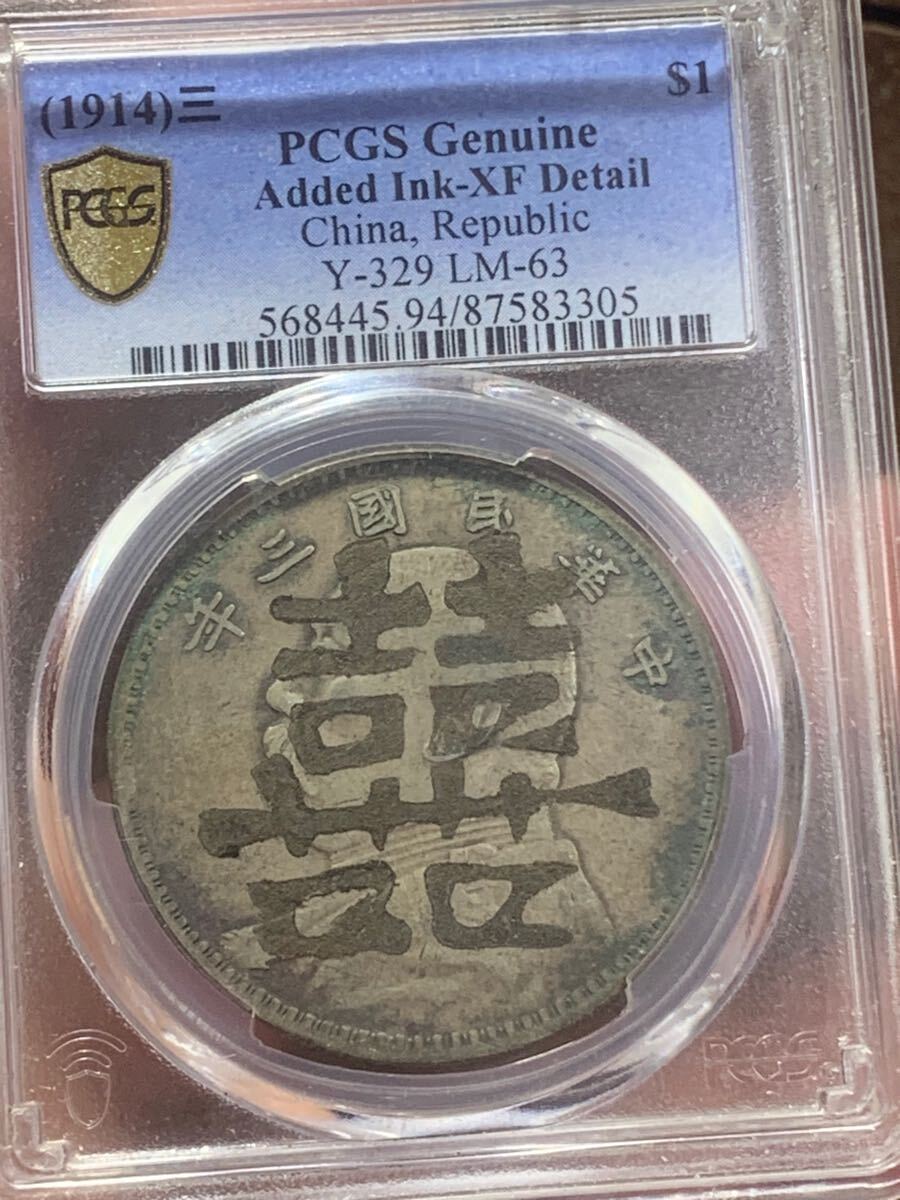 (1914)三 $1
PCGS Genuine
Added Ink-XF Detail
China, Republic
Y-329 LM-63
568445.94/87583305
PCGS
年三國民華中
囍
PCGS